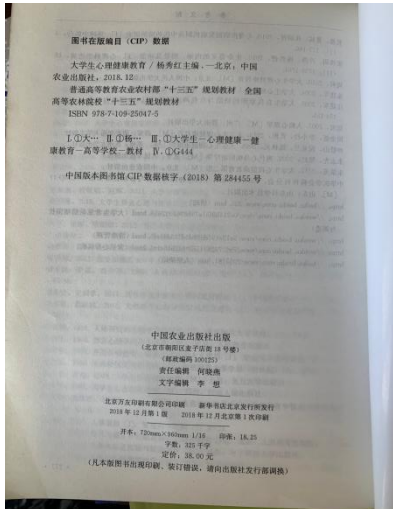 图书在版编目（CIP）数据
大学生心理健康教育/杨秀红主编．—北京：中国
农业出版社，2018.12
普通高等教育农业农村部“十三五”规划教材 全国
高等农林院校“十三五”规划教材
ISBN 978-7-109-25047-5
Ⅰ.①大… Ⅱ.①杨… Ⅲ.①大学生-心理健康-健
康教育-高等学校-教材 Ⅳ.①G444
中国版本图书馆CIP数据核字（2018）第284455号
中国农业出版社出版
（北京市朝阳区麦子店街18号楼）
（邮政编码100125）
责任编辑 何晓燕
文字编辑 李想
北京万友印刷有限公司印刷 新华书店北京发行所发行
2018年12月第1版 2018年12月北京第1次印刷
开本：720mm×960mm 1/16 印张：18.25
字数：325千字
定价：38.00元
（凡本版图书出现印刷、装订错误，请向出版社发行部调换）